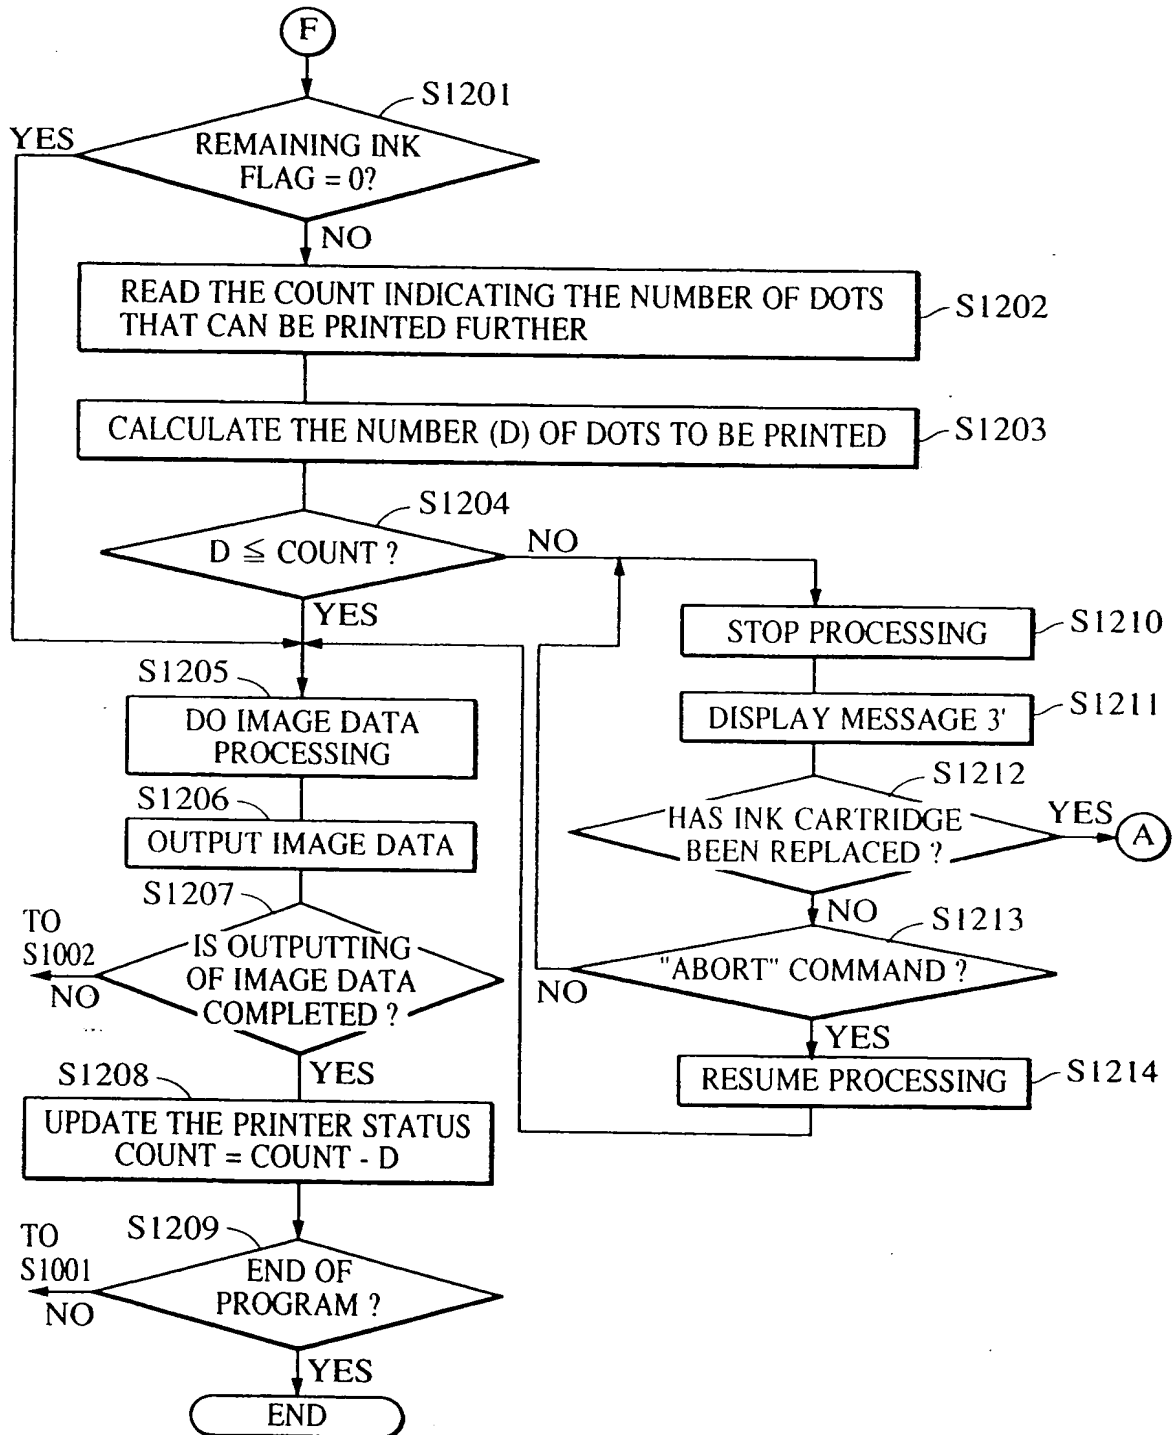 F
S1201
YES
REMAINING INK
FLAG = 0?
NO
READ THE COUNT INDICATING THE NUMBER OF DOTS
THAT CAN BE PRINTED FURTHER
S1202
CALCULATE THE NUMBER (D) OF DOTS TO BE PRINTED
S1203
S1204
D ≦ COUNT ?
NO
YES
STOP PROCESSING
S1210
S1205
DO IMAGE DATA
PROCESSING
DISPLAY MESSAGE 3'
S1211
S1206
OUTPUT IMAGE DATA
S1212
HAS INK CARTRIDGE
BEEN REPLACED ?
YES
A
NO
S1207
TO
S1002
NO
IS OUTPUTTING
OF IMAGE DATA
COMPLETED ?
YES
S1213
"ABORT" COMMAND ?
NO
YES
RESUME PROCESSING
S1214
S1208
UPDATE THE PRINTER STATUS
COUNT = COUNT - D
S1209
TO
S1001
NO
END OF
PROGRAM ?
YES
END